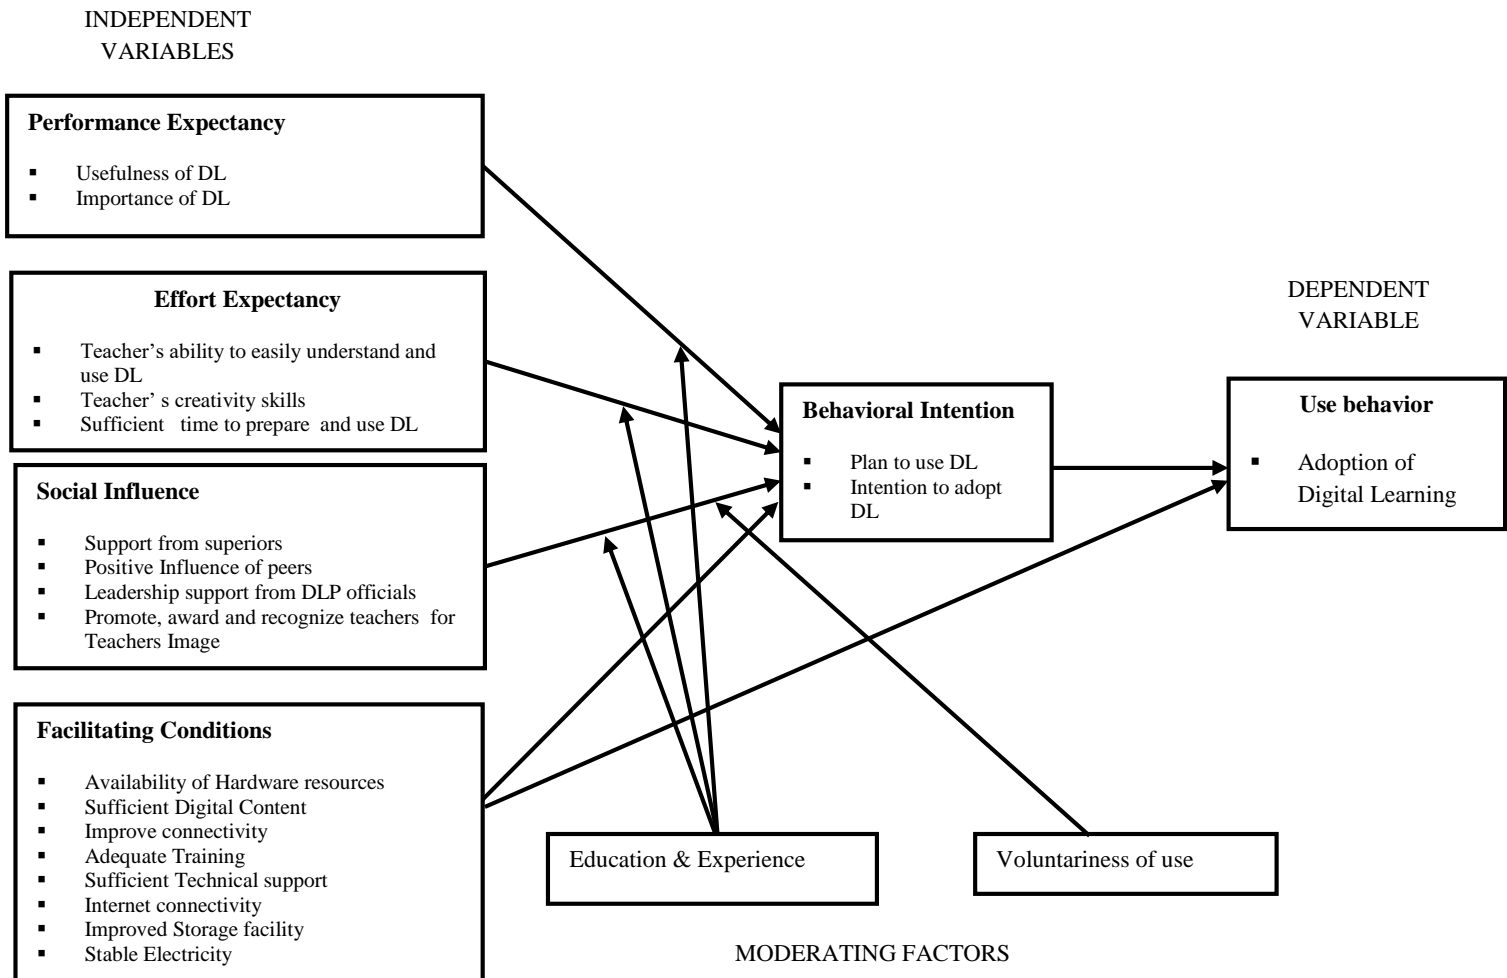 INDEPENDENT
VARIABLES
Performance Expectancy
▪ Usefulness of DL
▪ Importance of DL
Effort Expectancy
▪ Teacher’s ability to easily understand and
use DL
▪ Teacher’ s creativity skills
▪ Sufficient time to prepare and use DL
Social Influence
▪ Support from superiors
▪ Positive Influence of peers
▪ Leadership support from DLP officials
▪ Promote, award and recognize teachers for
Teachers Image
Facilitating Conditions
▪ Availability of Hardware resources
▪ Sufficient Digital Content
▪ Improve connectivity
▪ Adequate Training
▪ Sufficient Technical support
▪ Internet connectivity
▪ Improved Storage facility
▪ Stable Electricity
Behavioral Intention
▪ Plan to use DL
▪ Intention to adopt
DL
DEPENDENT
VARIABLE
Use behavior
▪ Adoption of
Digital Learning
Education & Experience
Voluntariness of use
MODERATING FACTORS